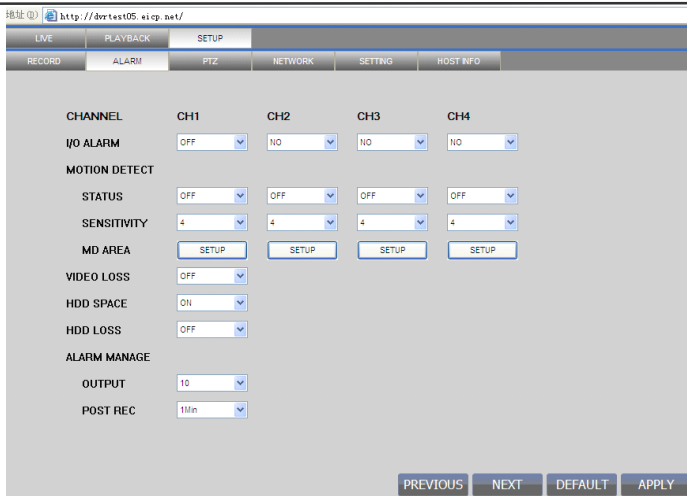 地址(D) http://dvrtest05.eicp.net/
LIVE PLAYBACK SETUP
RECORD ALARM PTZ NETWORK SETTING HOST INFO
CHANNEL CH1 CH2 CH3 CH4
I/O ALARM OFF NO NO NO
MOTION DETECT
STATUS OFF OFF OFF OFF
SENSITIVITY 4 4 4 4
MD AREA SETUP SETUP SETUP SETUP
VIDEO LOSS OFF
HDD SPACE ON
HDD LOSS OFF
ALARM MANAGE
OUTPUT 10
POST REC 1Min
PREVIOUS NEXT DEFAULT APPLY